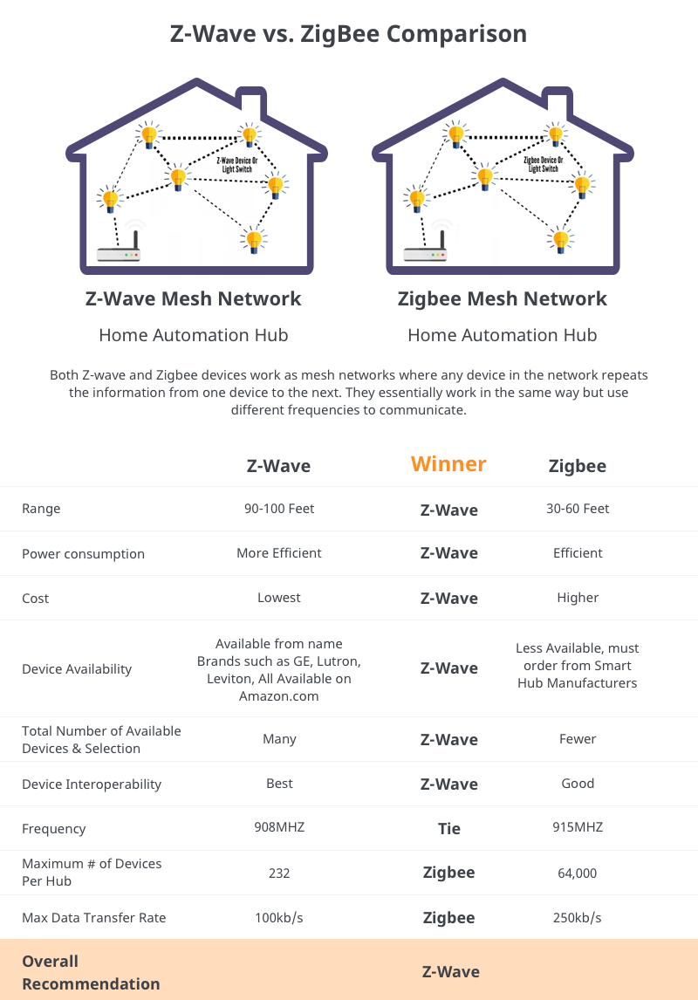 Z-Wave vs. ZigBee Comparison
Z-Wave Device Or
Light Switch
Zigbee Device Or
Light Switch
Z-Wave Mesh Network
Zigbee Mesh Network
Home Automation Hub
Home Automation Hub
Both Z-wave and Zigbee devices work as mesh networks where any device in the network repeats
the information from one device to the next. They essentially work in the same way but use
different frequencies to communicate.
Z-Wave
Winner
Zigbee
Range
90-100 Feet
Z-Wave
30-60 Feet
Power consumption
More Efficient
Z-Wave
Efficient
Cost
Lowest
Z-Wave
Higher
Device Availability
Available from name
Brands such as GE, Lutron,
Leviton, All Available on
Amazon.com
Z-Wave
Less Available, must
order from Smart
Hub Manufacturers
Total Number of Available
Devices & Selection
Many
Z-Wave
Fewer
Device Interoperability
Best
Z-Wave
Good
Frequency
908MHZ
Tie
915MHZ
Maximum # of Devices
Per Hub
232
Zigbee
64,000
Max Data Transfer Rate
100kb/s
Zigbee
250kb/s
Overall
Recommendation
Z-Wave